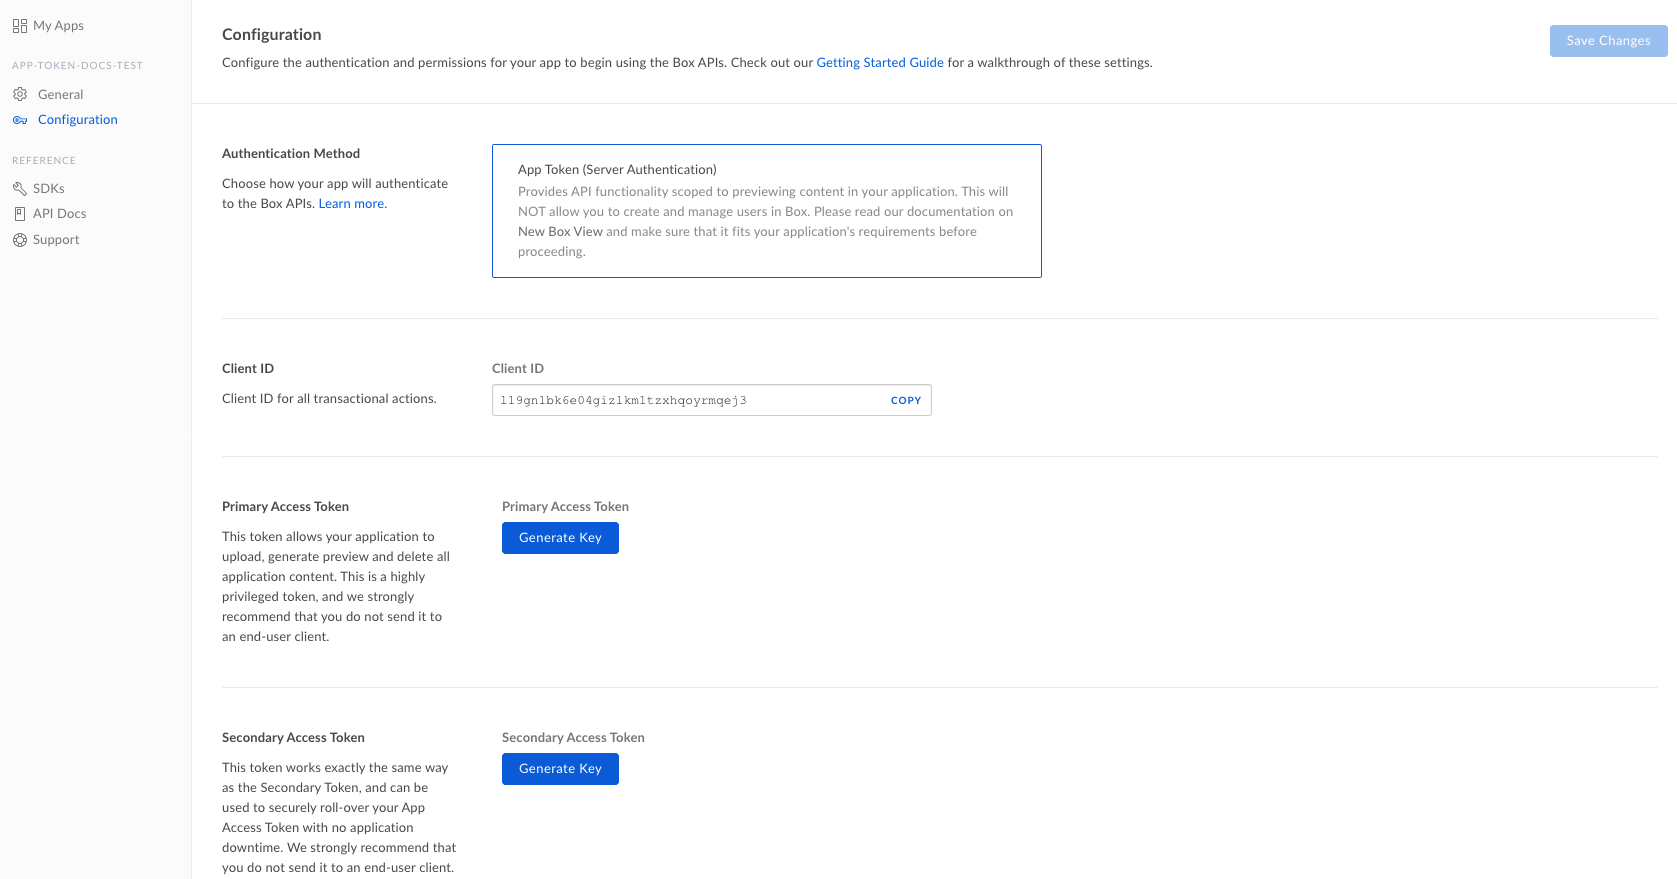 My Apps
APP-TOKEN-DOCS-TEST
General
Configuration
REFERENCE
SDKs
API Docs
Support
Configuration
Configure the authentication and permissions for your app to begin using the Box APIs. Check out our Getting Started Guide for a walkthrough of these settings.
Save Changes
Authentication Method
Choose how your app will authenticate
to the Box APIs. Learn more.
App Token (Server Authentication)
Provides API functionality scoped to previewing content in your application. This will
NOT allow you to create and manage users in Box. Please read our documentation on
New Box View and make sure that it fits your application's requirements before
proceeding.
Client ID
Client ID for all transactional actions.
Client ID
119gn1bk6e04giz1km1tzxhqoyrmqej3
COPY
Primary Access Token
This token allows your application to
upload, generate preview and delete all
application content. This is a highly
privileged token, and we strongly
recommend that you do not send it to
an end-user client.
Primary Access Token
Generate Key
Secondary Access Token
This token works exactly the same way
as the Secondary Token, and can be
used to securely roll-over your App
Access Token with no application
downtime. We strongly recommend that
you do not send it to an end-user client.
Secondary Access Token
Generate Key